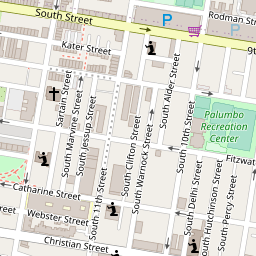 South Street
Rodman St
P
P
Kater Street
9t
Sartain Street
South Marvine Street
South Jessup Street
South Alder Street
Palumbo
Recreation
Center
South Clifton Street
South Warnock Street
South 10th Street
Fitzwat
Catharine Street
South 11th Street
South Delhi Street
South Hutchinson Street
South Percy Street
Webster Street
Christian Street